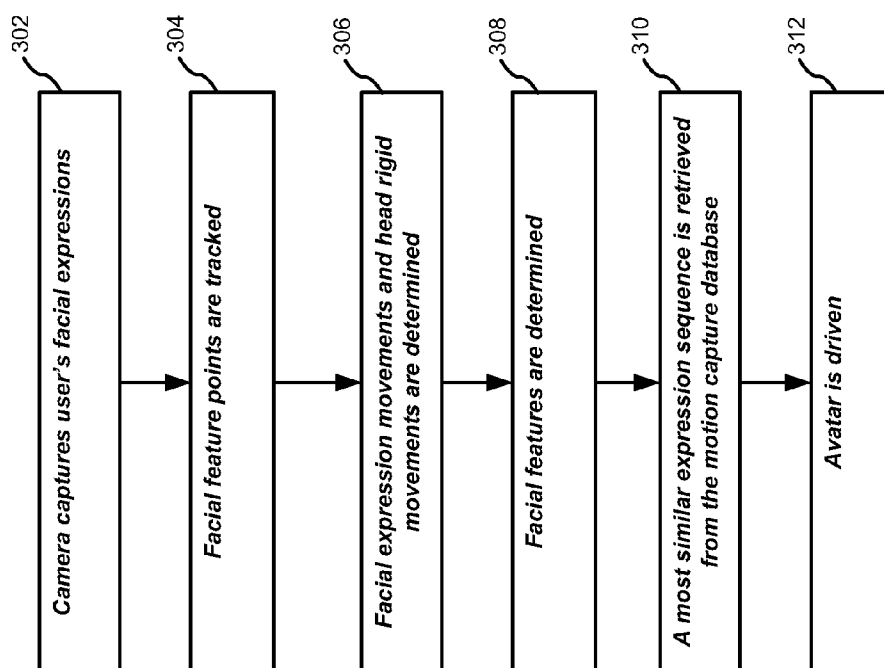 302
Camera captures user's facial expressions
304
Facial feature points are tracked
306
Facial expression movements and head rigid
movements are determined
308
Facial features are determined
310
A most similar expression sequence is retrieved
from the motion capture database
312
Avatar is driven